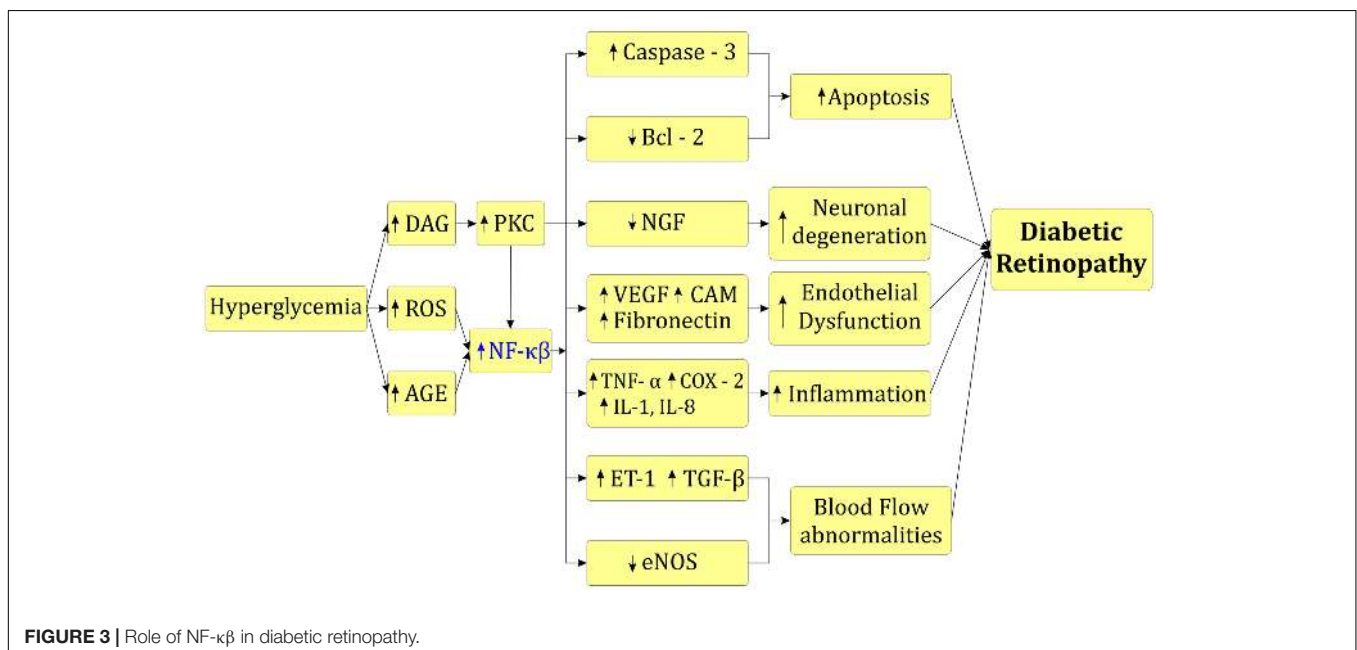 ↑ Caspase - 3
↑Apoptosis
↓ Bcl - 2
↑ DAG
↑ PKC
↓ NGF
↑ Neuronal
degeneration
Diabetic
Retinopathy
Hyperglycemia
↑ ROS
↑ VEGF ↑ CAM
↑ Fibronectin
↑ Endothelial
Dysfunction
↑NF-κβ
↑ AGE
↑TNF- α ↑ COX - 2
↑ IL-1, IL-8
↑ Inflammation
↑ ET-1 ↑ TGF-β
Blood Flow
abnormalities
↓ eNOS
FIGURE 3 | Role of NF-κβ in diabetic retinopathy.